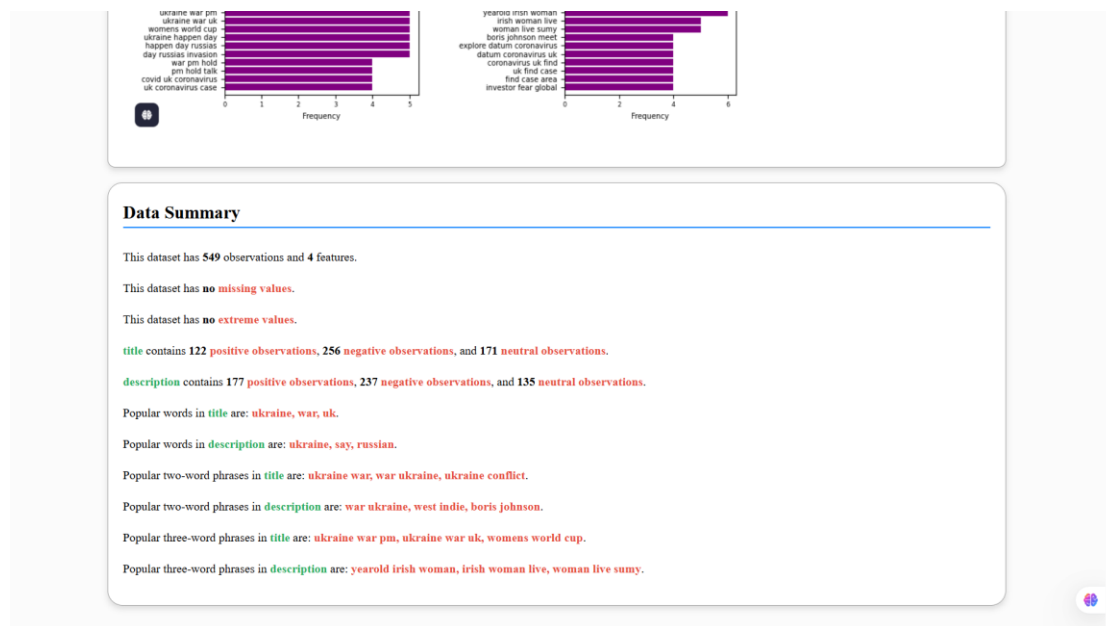 ukraine war pm
ukraine war uk
womens world cup
ukraine happen day
happen day russias
day russias invasion
war pm hold
pm hold talk
covid uk coronavirus
uk coronavirus case
0 1 2 3 4 5
Frequency
yearold irish woman
irish woman live
woman live sumy
boris johnson meet
explore datum coronavirus
datum coronavirus uk
coronavirus uk find
uk find case
find case area
investor fear global
0 2 4 6
Frequency
Data Summary
This dataset has 549 observations and 4 features.
This dataset has no missing values.
This dataset has no extreme values.
title contains 122 positive observations, 256 negative observations, and 171 neutral observations.
description contains 177 positive observations, 237 negative observations, and 135 neutral observations.
Popular words in title are: ukraine, war, uk.
Popular words in description are: ukraine, say, russian.
Popular two-word phrases in title are: ukraine war, war ukraine, ukraine conflict.
Popular two-word phrases in description are: war ukraine, west indie, boris johnson.
Popular three-word phrases in title are: ukraine war pm, ukraine war uk, womens world cup.
Popular three-word phrases in description are: yearold irish woman, irish woman live, woman live sumy.